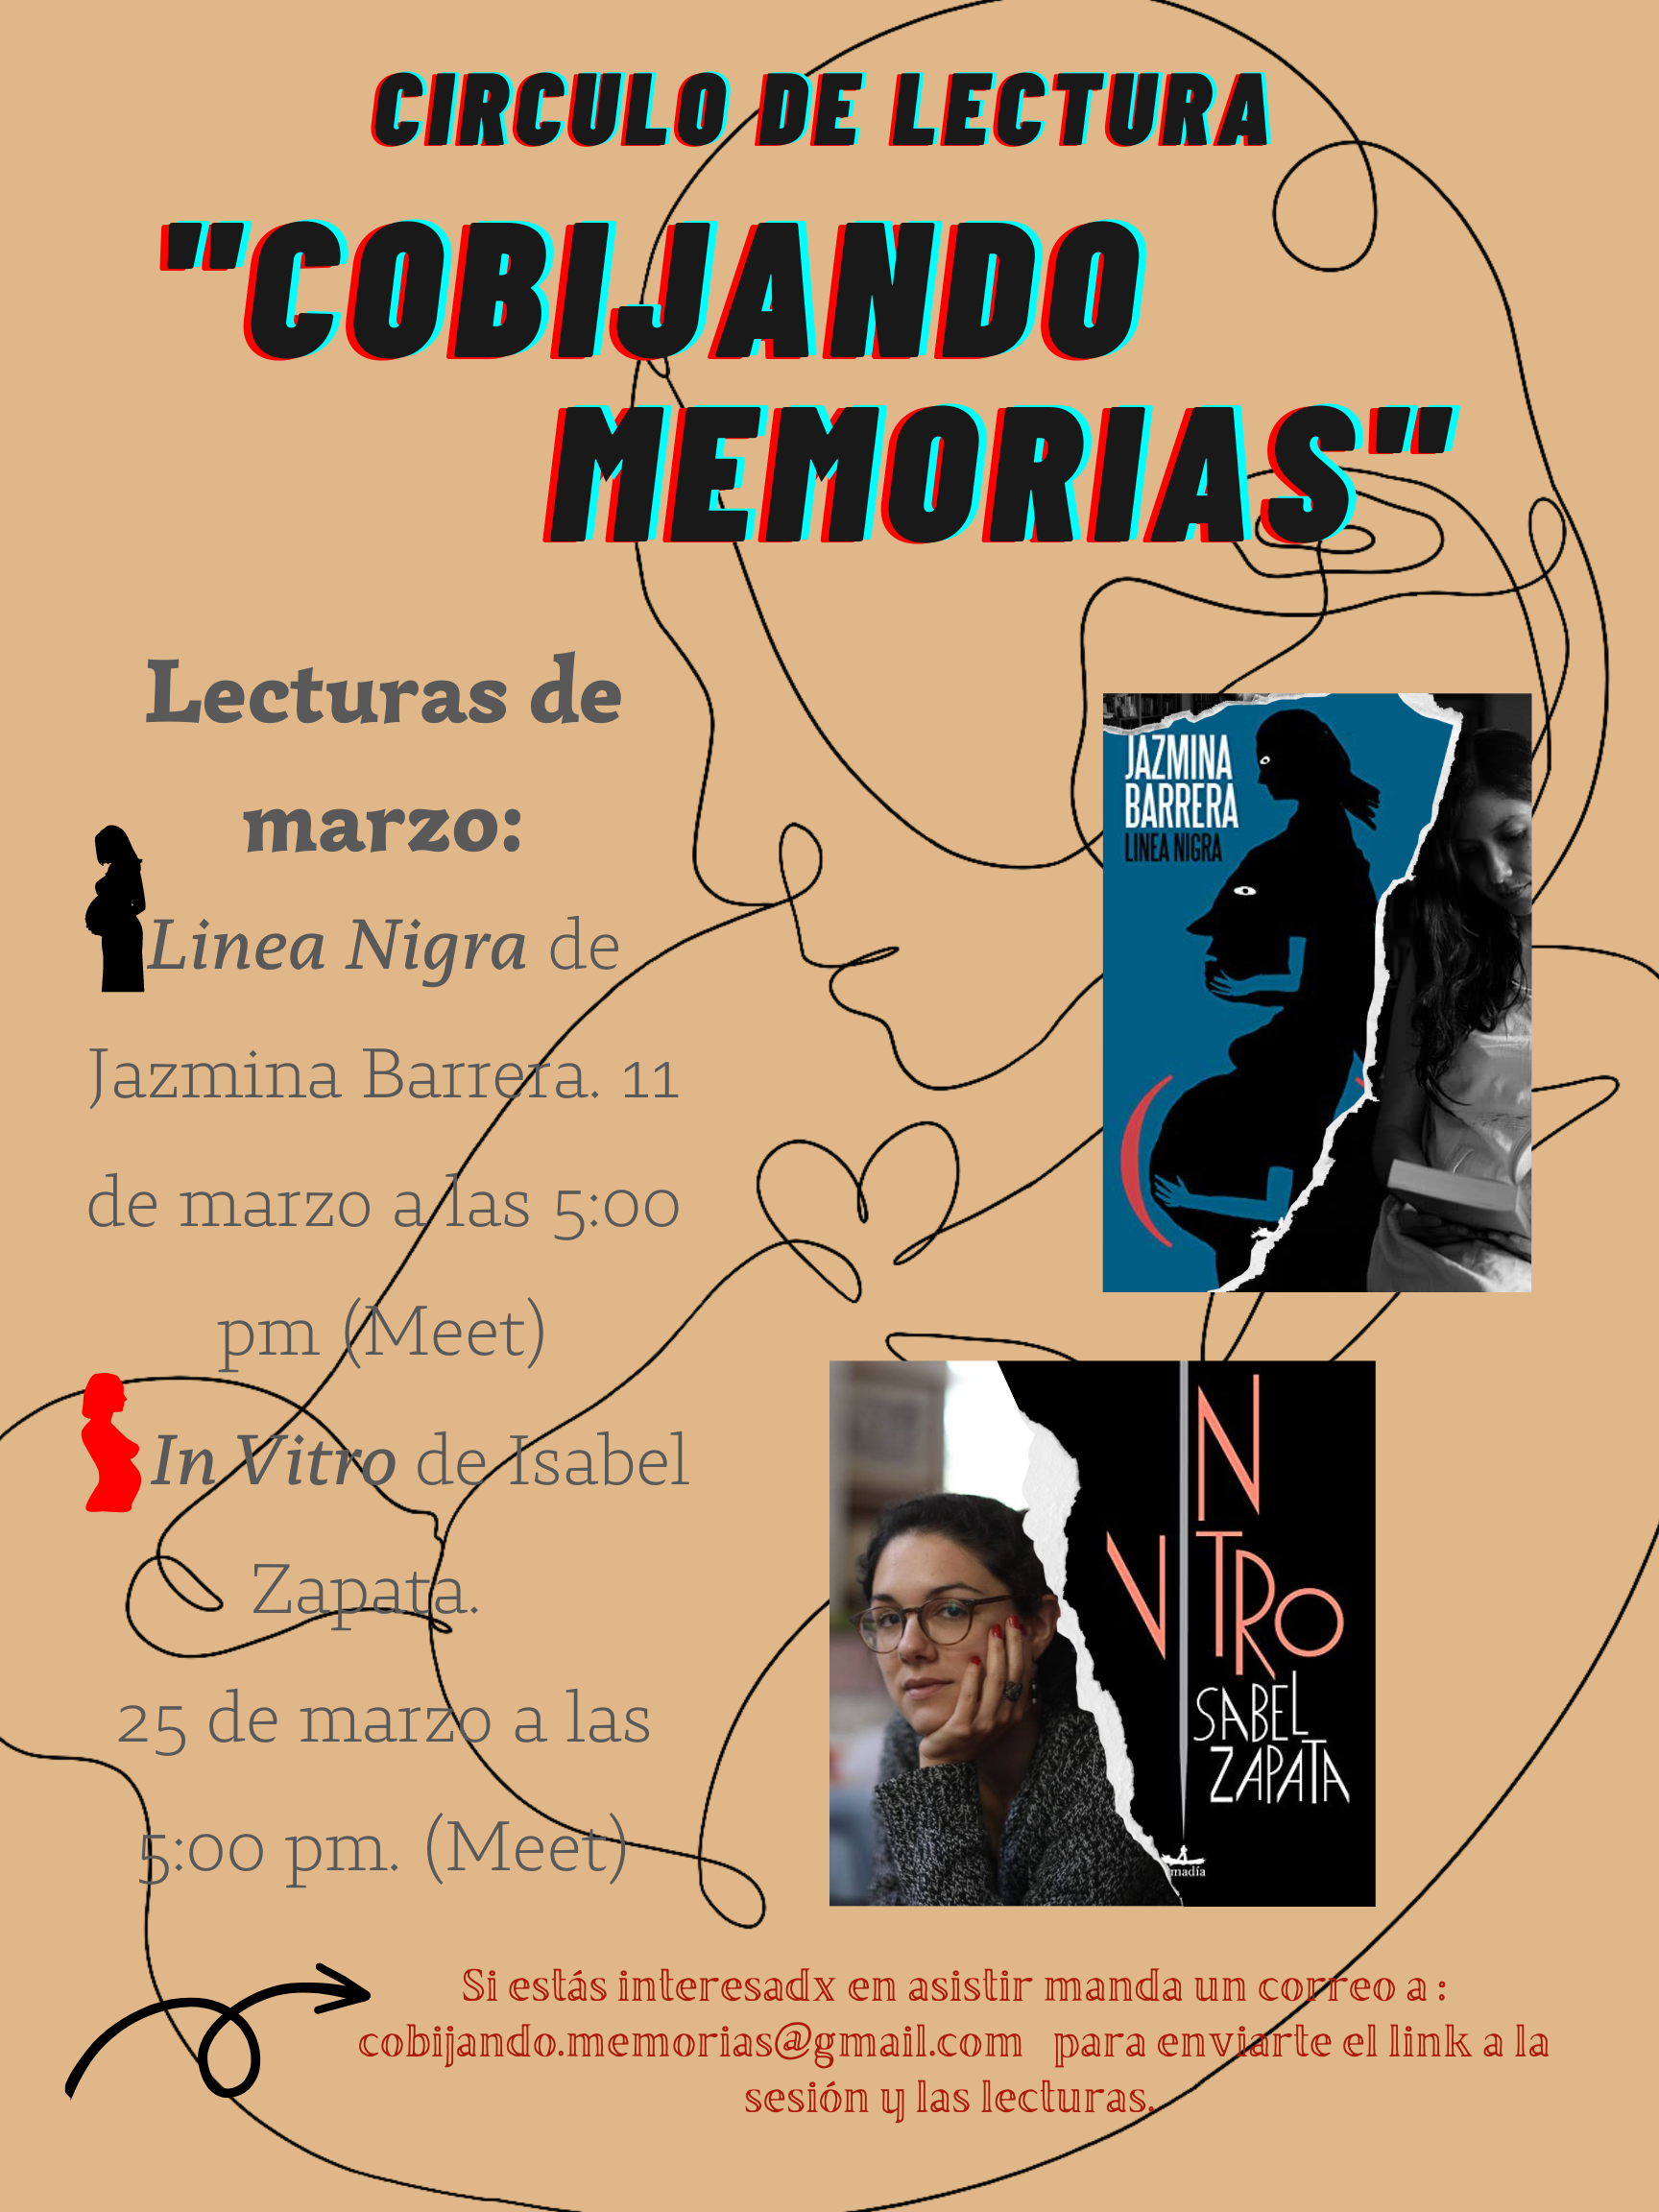 CIRCULO DE LECTURA
"COBIJANDO
MEMORIAS"
Lecturas de
marzo:
Linea Nigra de
Jazmina Barrera. 11
de marzo a las 5:00
pm (Meet)
In Vitro de Isabel
Zapata.
25 de marzo a las
5:00 pm. (Meet)
JAZMINA
BARRERA
LINEA NIGRA
N
V TRO
SABEL
ZAPATA
madía
Si estás interesadx en asistir manda un correo a :
cobijando.memorias@gmail.com para enviarte el link a la
sesión y las lecturas.